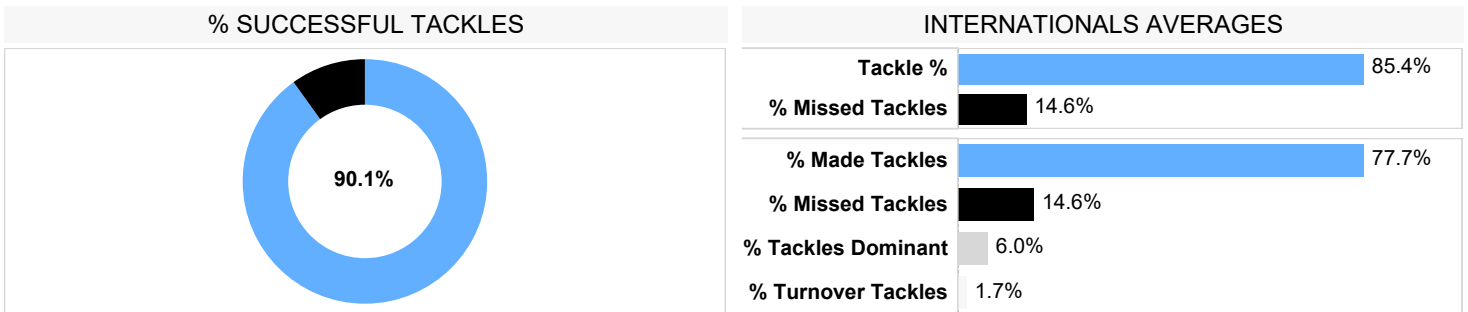 % SUCCESSFUL TACKLES
90.1%
INTERNATIONALS AVERAGES
Tackle % 85.4%
% Missed Tackles 14.6%
% Made Tackles 77.7%
% Missed Tackles 14.6%
% Tackles Dominant 6.0%
% Turnover Tackles 1.7%